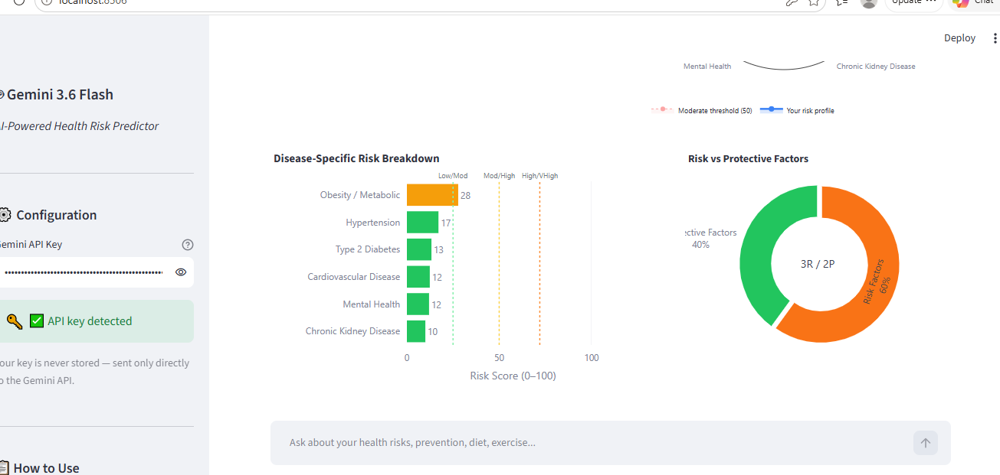 localhost:8506
Update
Chat
Deploy
Gemini 3.6 Flash
AI-Powered Health Risk Predictor
Configuration
Gemini API Key
API key detected
our key is never stored — sent only directly
o the Gemini API.
How to Use
Mental Health
Chronic Kidney Disease
Moderate threshold (50)
Your risk profile
Disease-Specific Risk Breakdown
Low/Mod Mod/High High/VHigh
Obesity / Metabolic 28
Hypertension 17
Type 2 Diabetes 13
Cardiovascular Disease 12
Mental Health 12
Chronic Kidney Disease 10
0 50 100
Risk Score (0–100)
Risk vs Protective Factors
ective Factors
40%
3R / 2P
Risk Factors
60%
Ask about your health risks, prevention, diet, exercise...